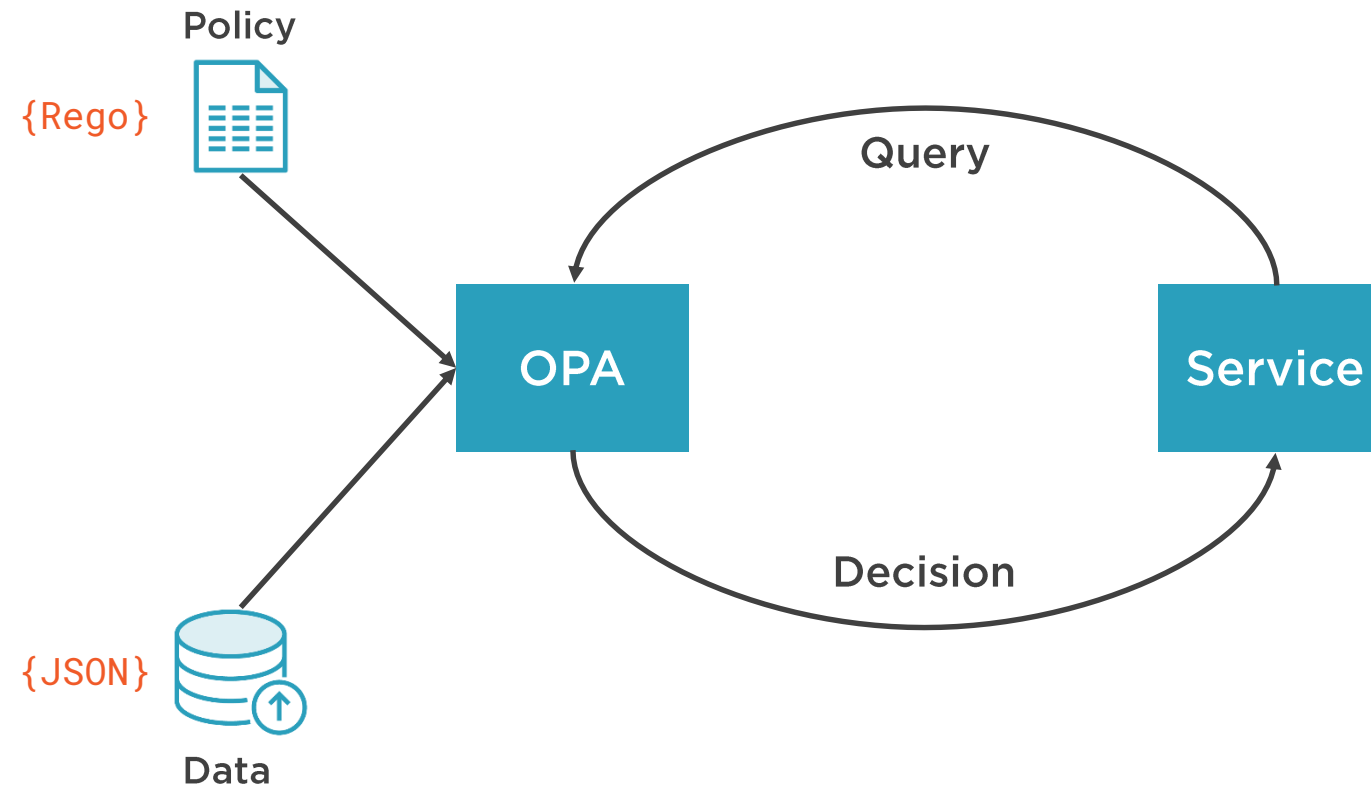 Policy
{Rego}
Query
OPA
Service
Decision
{JSON}
Data